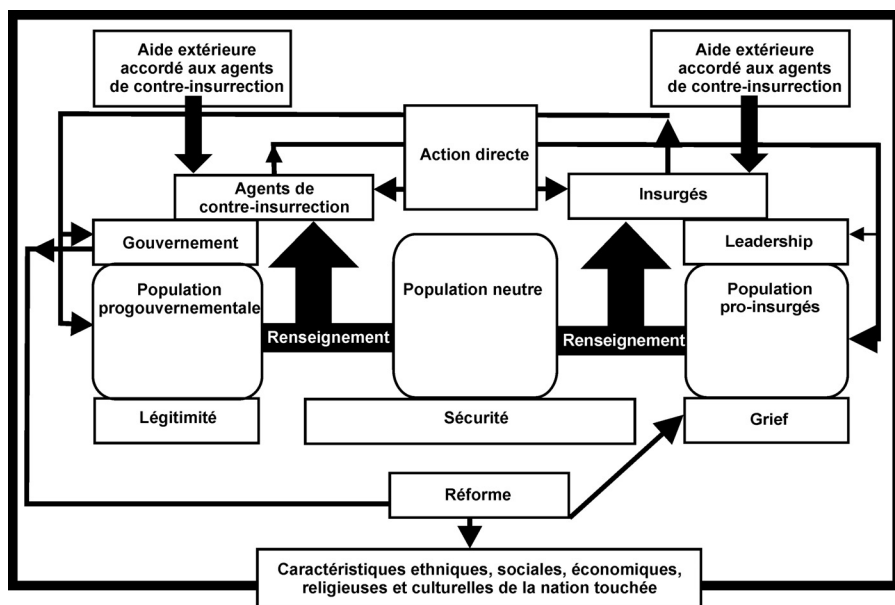 Aide extérieure
accordé aux agents
de contre-insurrection
Aide extérieure
accordé aux agents
de contre-insurrection
Action directe
Agents de
contre-insurrection
Insurgés
Gouvernement
Leadership
Population
progouvernementale
Population neutre
Population
pro-insurgés
Renseignement
Renseignement
Légitimité
Sécurité
Grief
Réforme
Caractéristiques ethniques, sociales, économiques,
religieuses et culturelles de la nation touchée